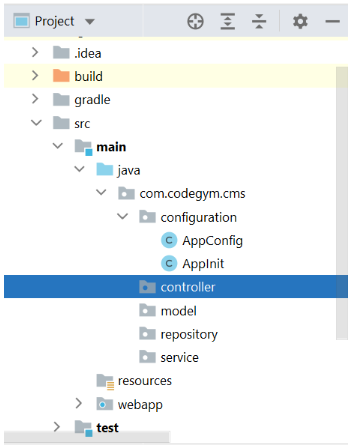 Project
.idea
build
gradle
src
main
java
com.codegym.cms
configuration
C AppConfig
C AppInit
controller
model
repository
service
resources
webapp
test